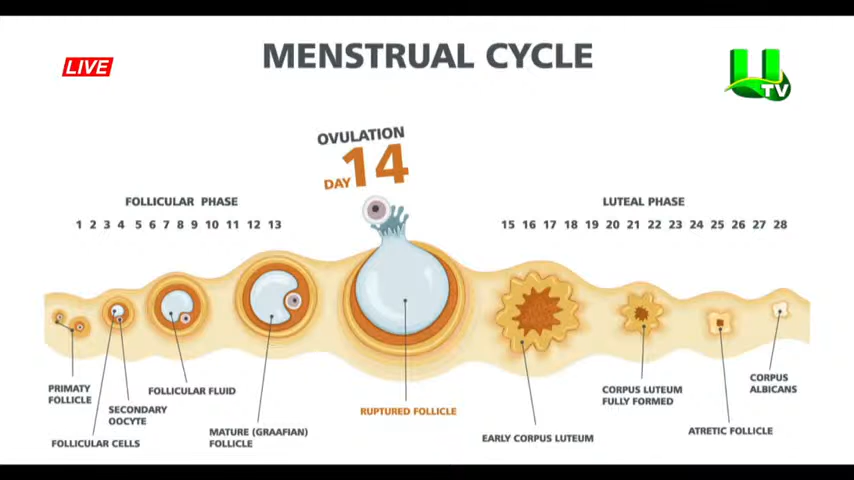 MENSTRUAL CYCLE
LIVE
U
TV
OVULATION
DAY 14
FOLLICULAR PHASE
1 2 3 4 5 6 7 8 9 10 11 12 13
LUTEAL PHASE
15 16 17 18 19 20 21 22 23 24 25 26 27 28
PRIMATY
FOLLICLE
SECONDARY
OOCYTE
FOLLICULAR CELLS
FOLLICULAR FLUID
MATURE (GRAAFIAN)
FOLLICLE
RUPTURED FOLLICLE
EARLY CORPUS LUTEUM
CORPUS LUTEUM
FULLY FORMED
ATRETIC FOLLICLE
CORPUS
ALBICANS